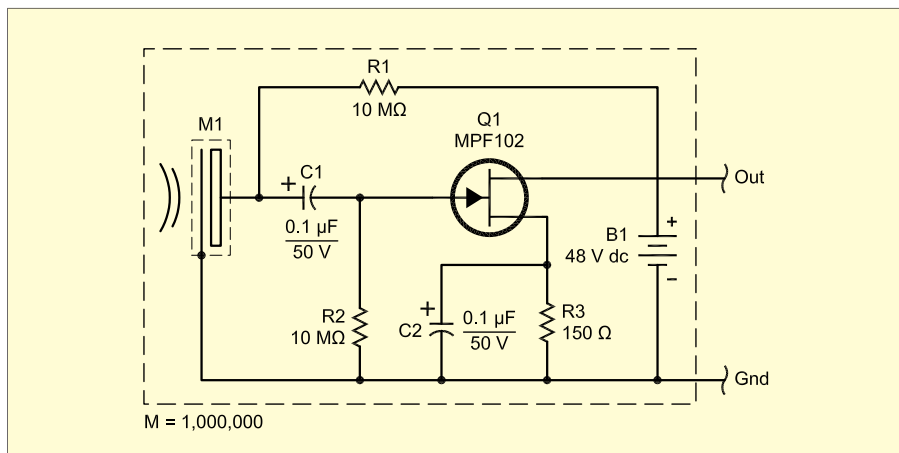 R1
10 MΩ
M1
Q1
MPF102
C1
+
0.1 µF
50 V
Out
+
B1
48 V dc
–
R2
10 MΩ
+
C2
0.1 µF
50 V
R3
150 Ω
Gnd
M = 1,000,000